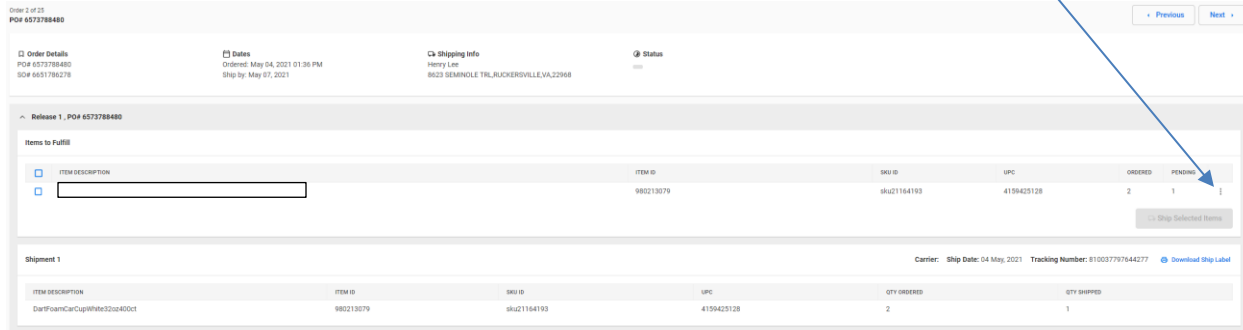 Order 2 of 25
PO# 6573788480
Previous Next
Order Details
PO# 6573788480
SO# 6651786276
Dates
Ordered: May 04, 2021 01:36 PM
Ship by: May 07, 2021
Shipping Info
Henry Lee
8623 SEMINOLE TRL,RUCKERSVILLE,VA,22968
Status
Release 1 , PO# 6573788480
Items to Fulfill
ITEM DESCRIPTION ITEM ID SKU ID UPC ORDERED PENDING
980213079 sku21164193 4159425128 2 1
Ship Selected Items
Shipment 1 Carrier: Ship Date: 04 May, 2021 Tracking Number: 810037797644277 Download Ship Label
ITEM DESCRIPTION ITEM ID SKU ID UPC QTY ORDERED QTY SHIPPED
DartFoamCarCupWhite32oz400ct 980213079 sku21164193 4159425128 2 1